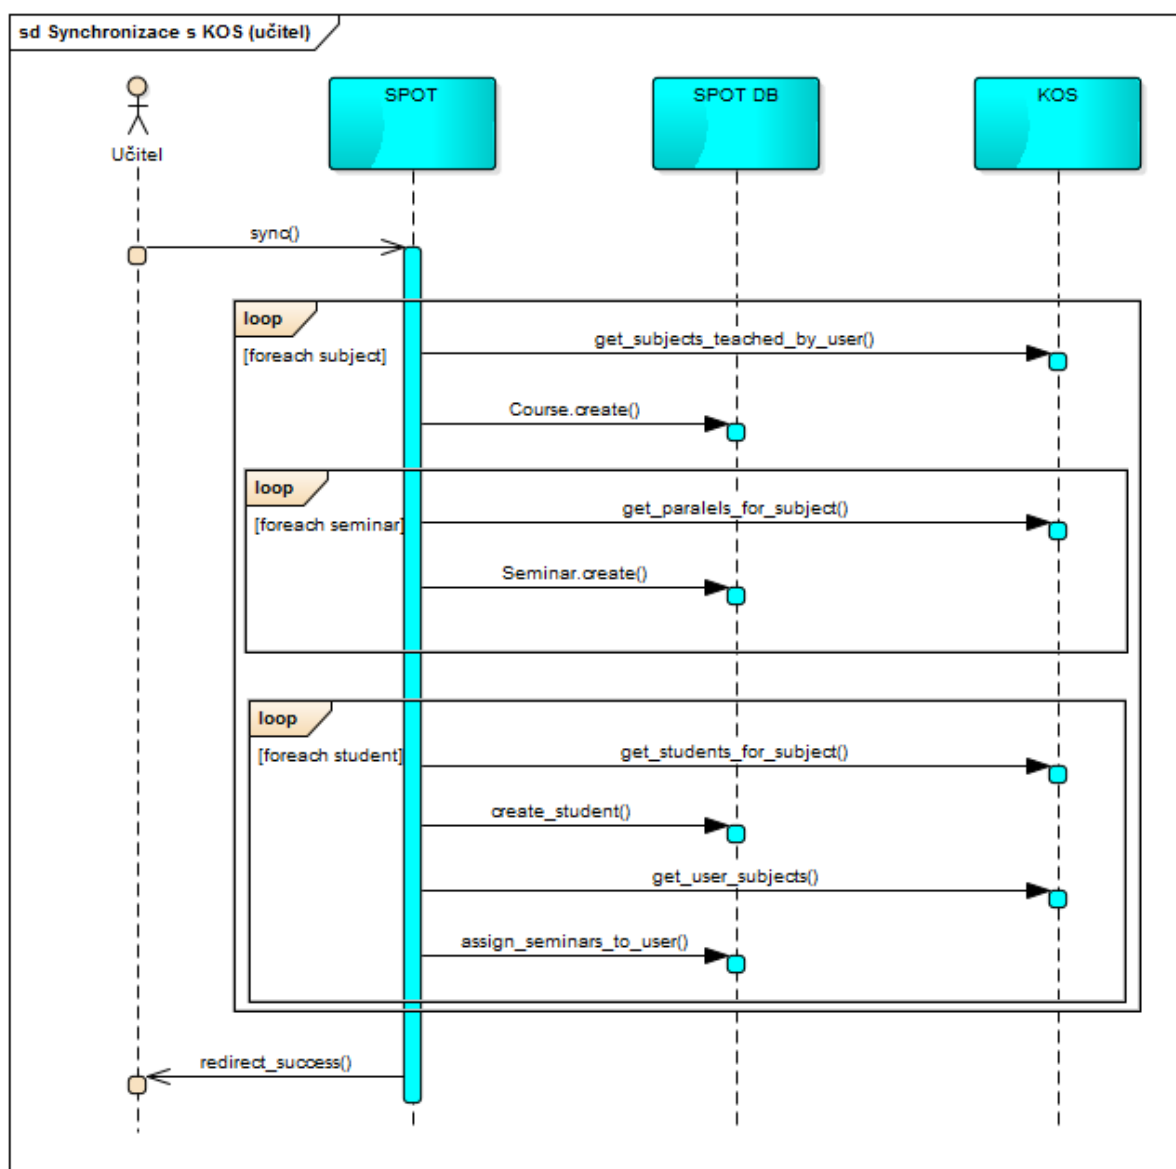 sd Synchronizace s KOS (učitel)
SPOT
SPOT DB
KOS
Učitel
sync()
loop
[foreach subject]
get_subjects_teached_by_user()
Course.create()
loop
[foreach seminar]
get_paralels_for_subject()
Seminar.create()
loop
[foreach student]
get_students_for_subject()
create_student()
get_user_subjects()
assign_seminars_to_user()
redirect_success()